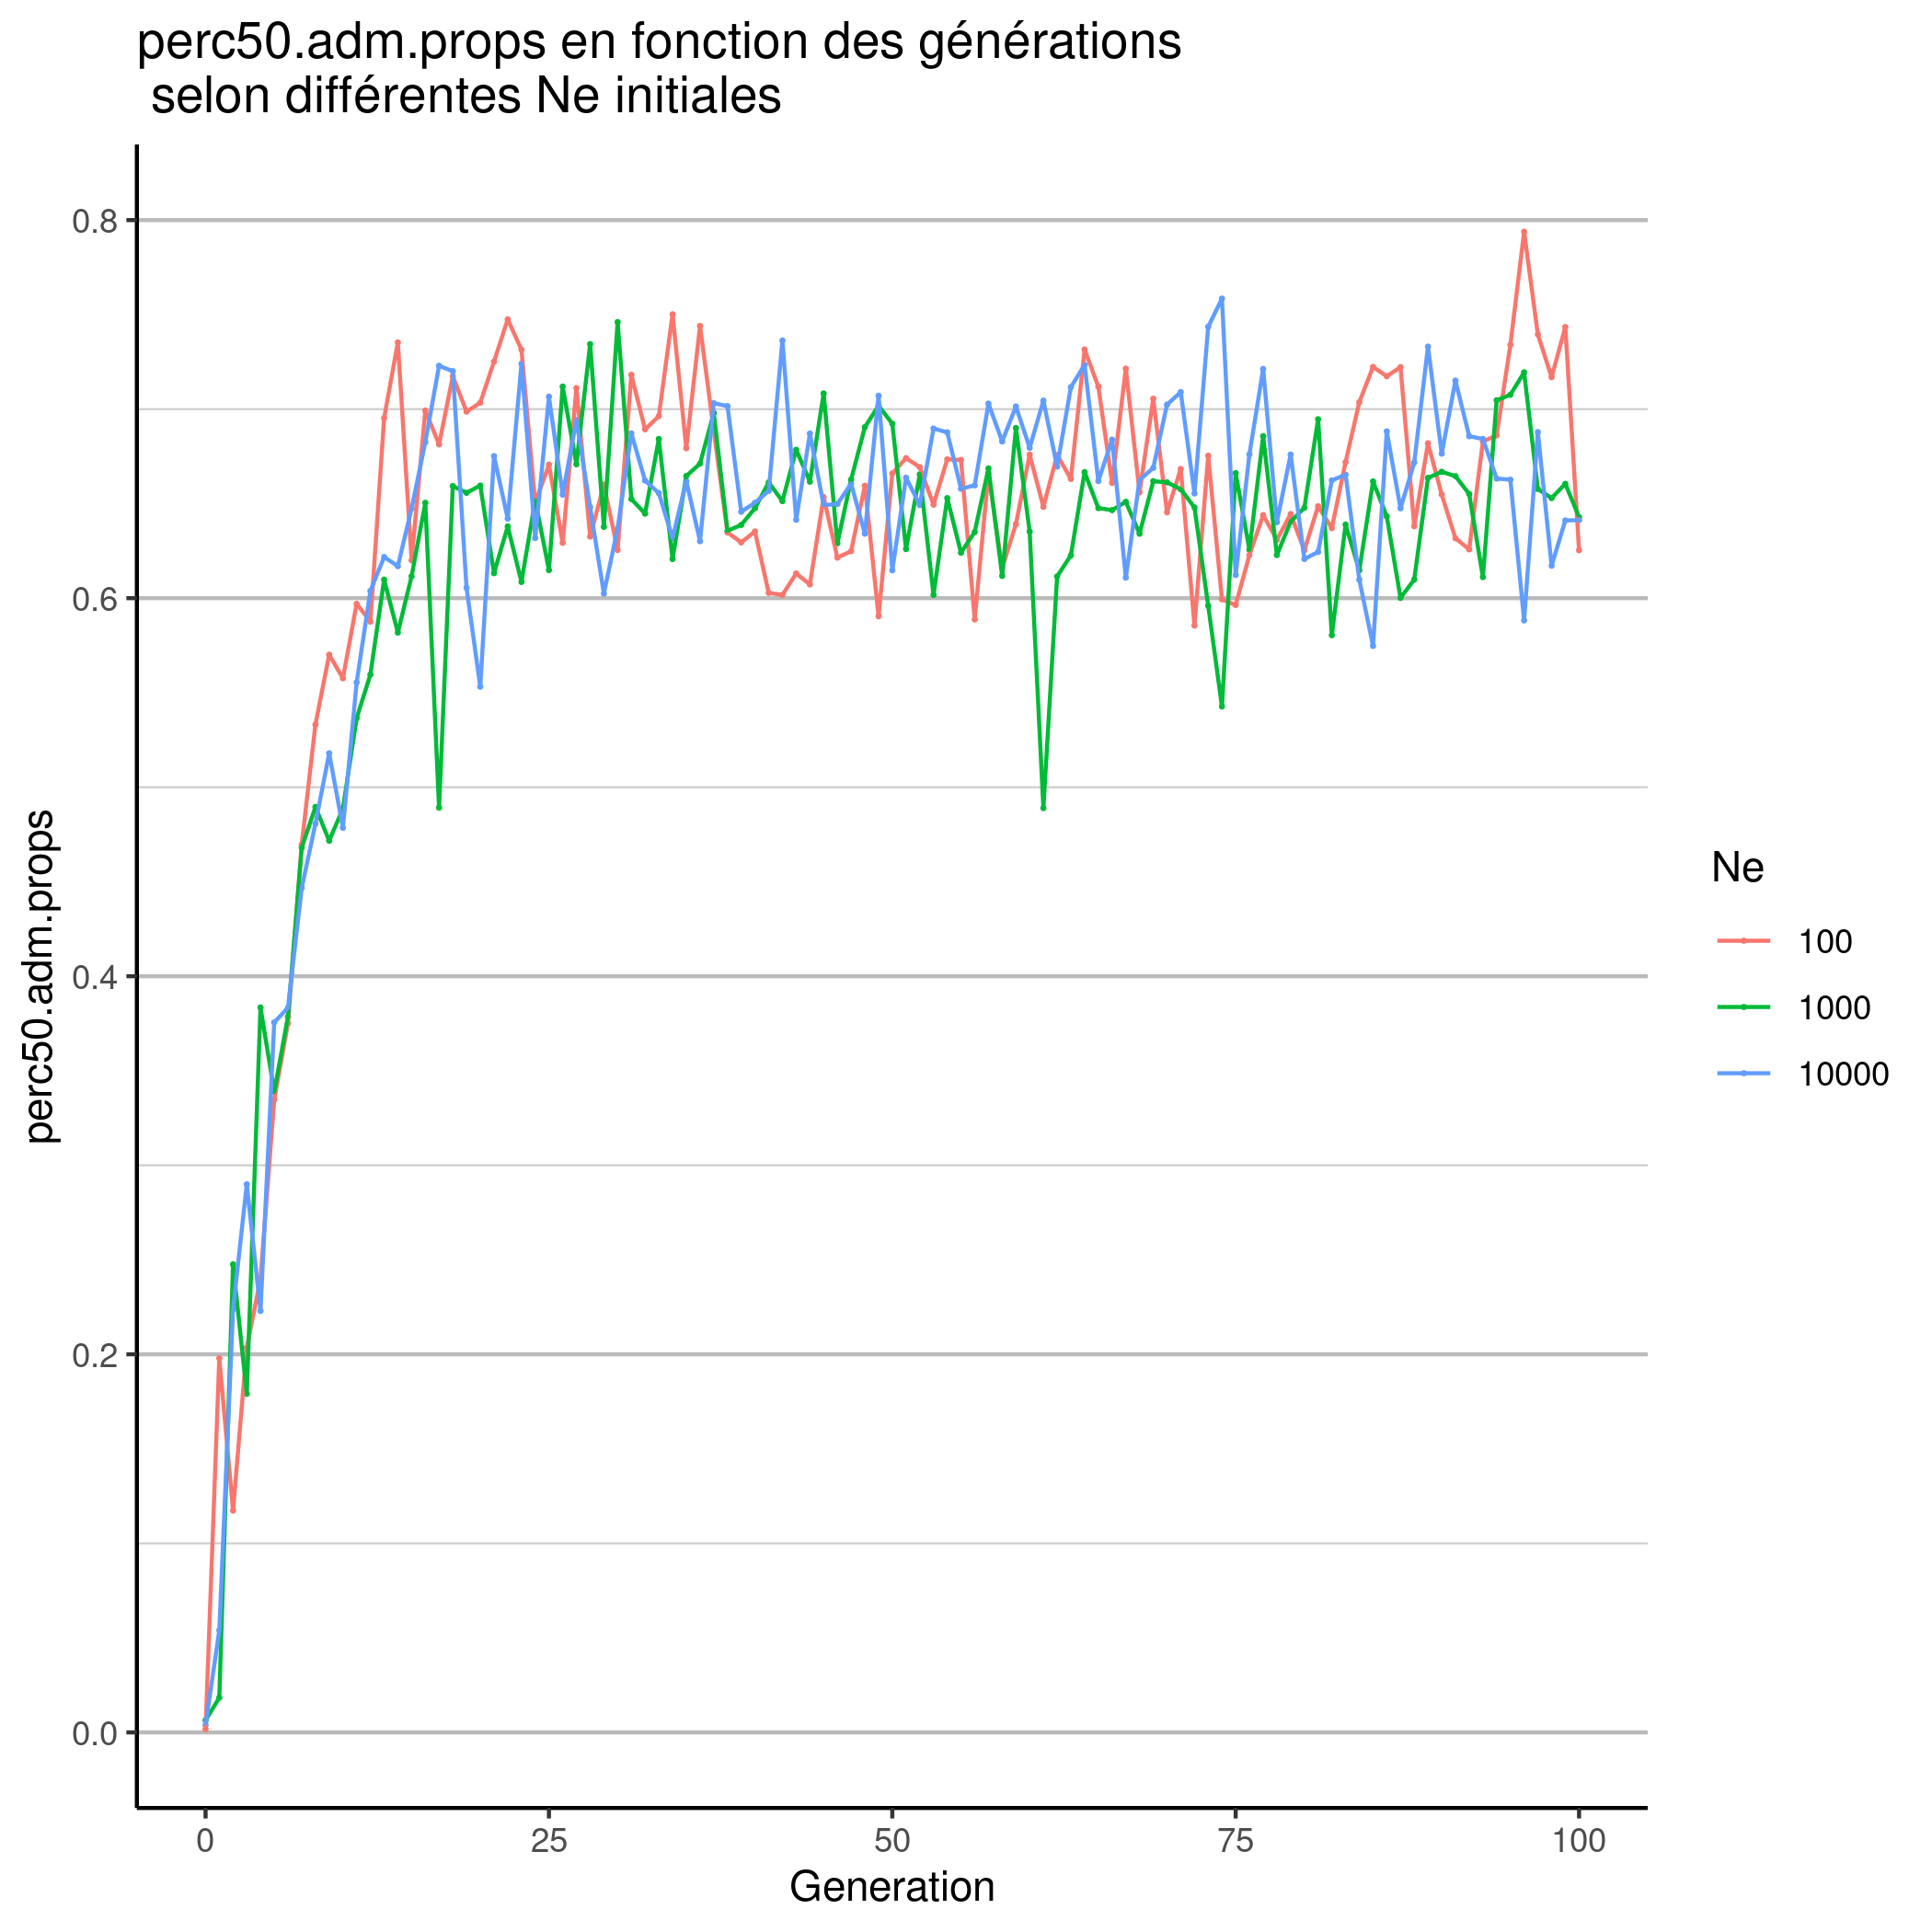 perc50.adm.props en fonction des générations
selon différentes Ne initiales
perc50.adm.props
0.8
0.6
0.4
0.2
0.0
0 25 50 75 100
Generation
Ne
100
1000
10000